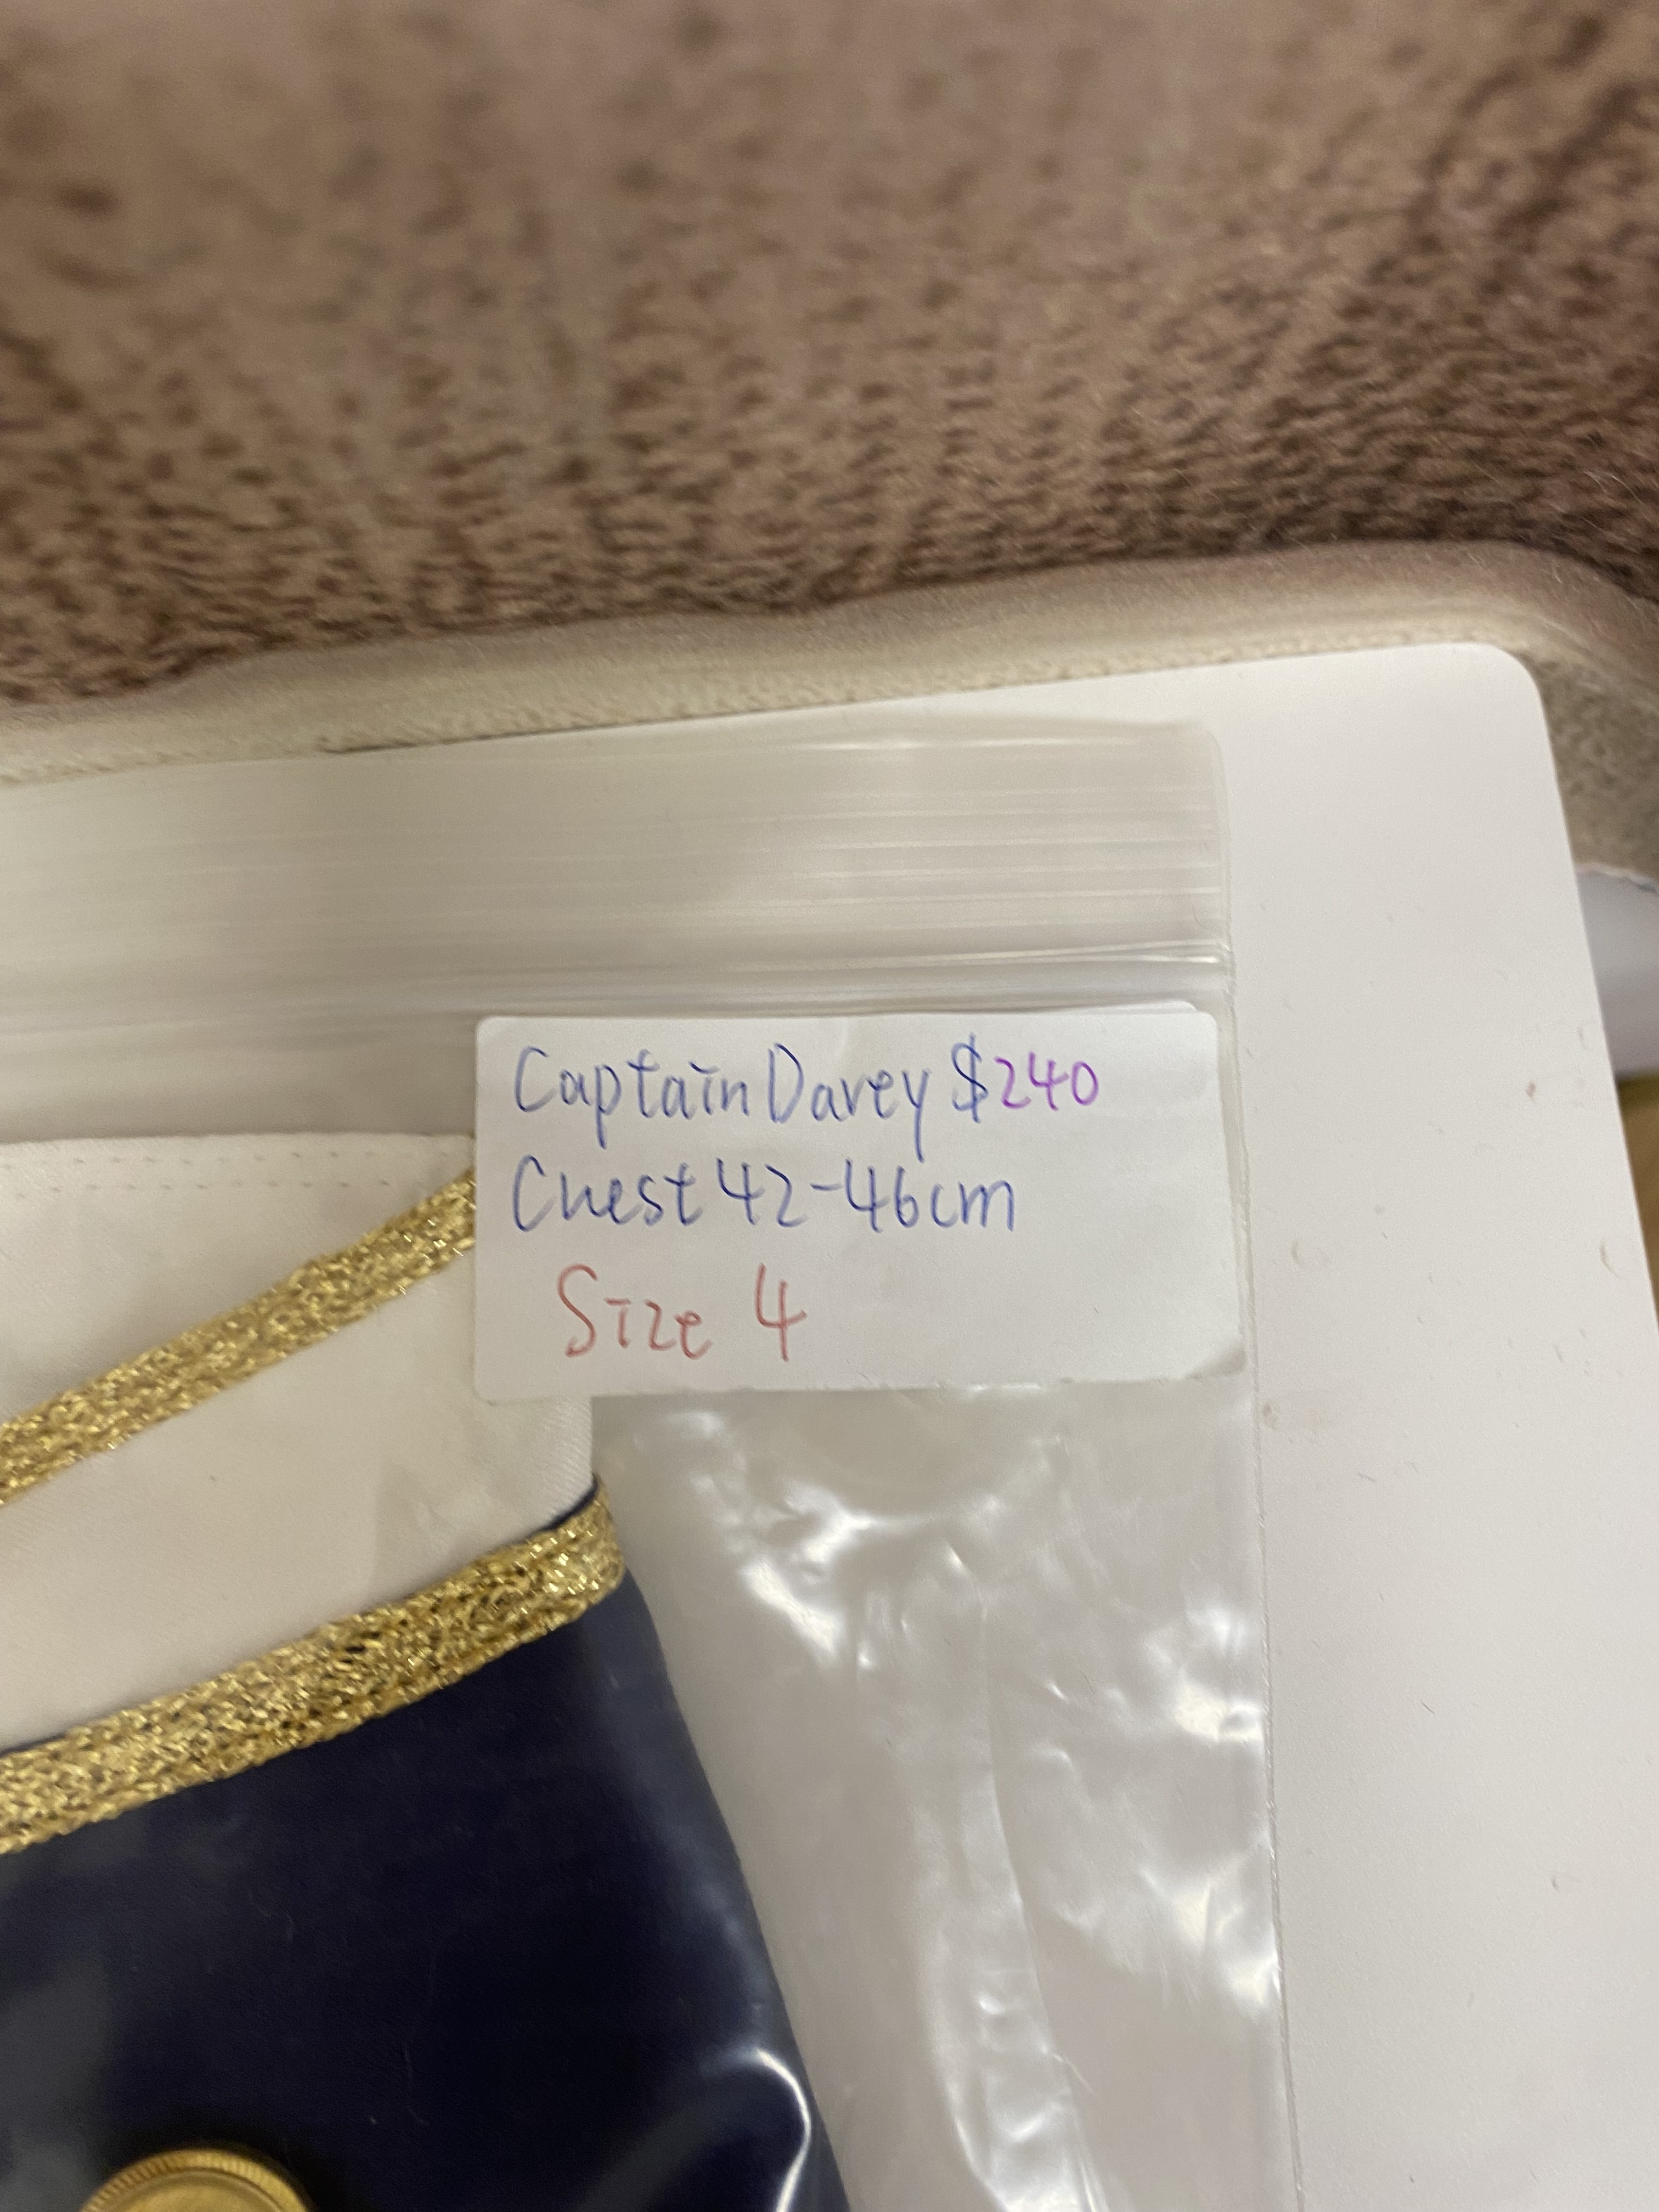 Captain Davey $240
Chest 42-46cm
Size 4